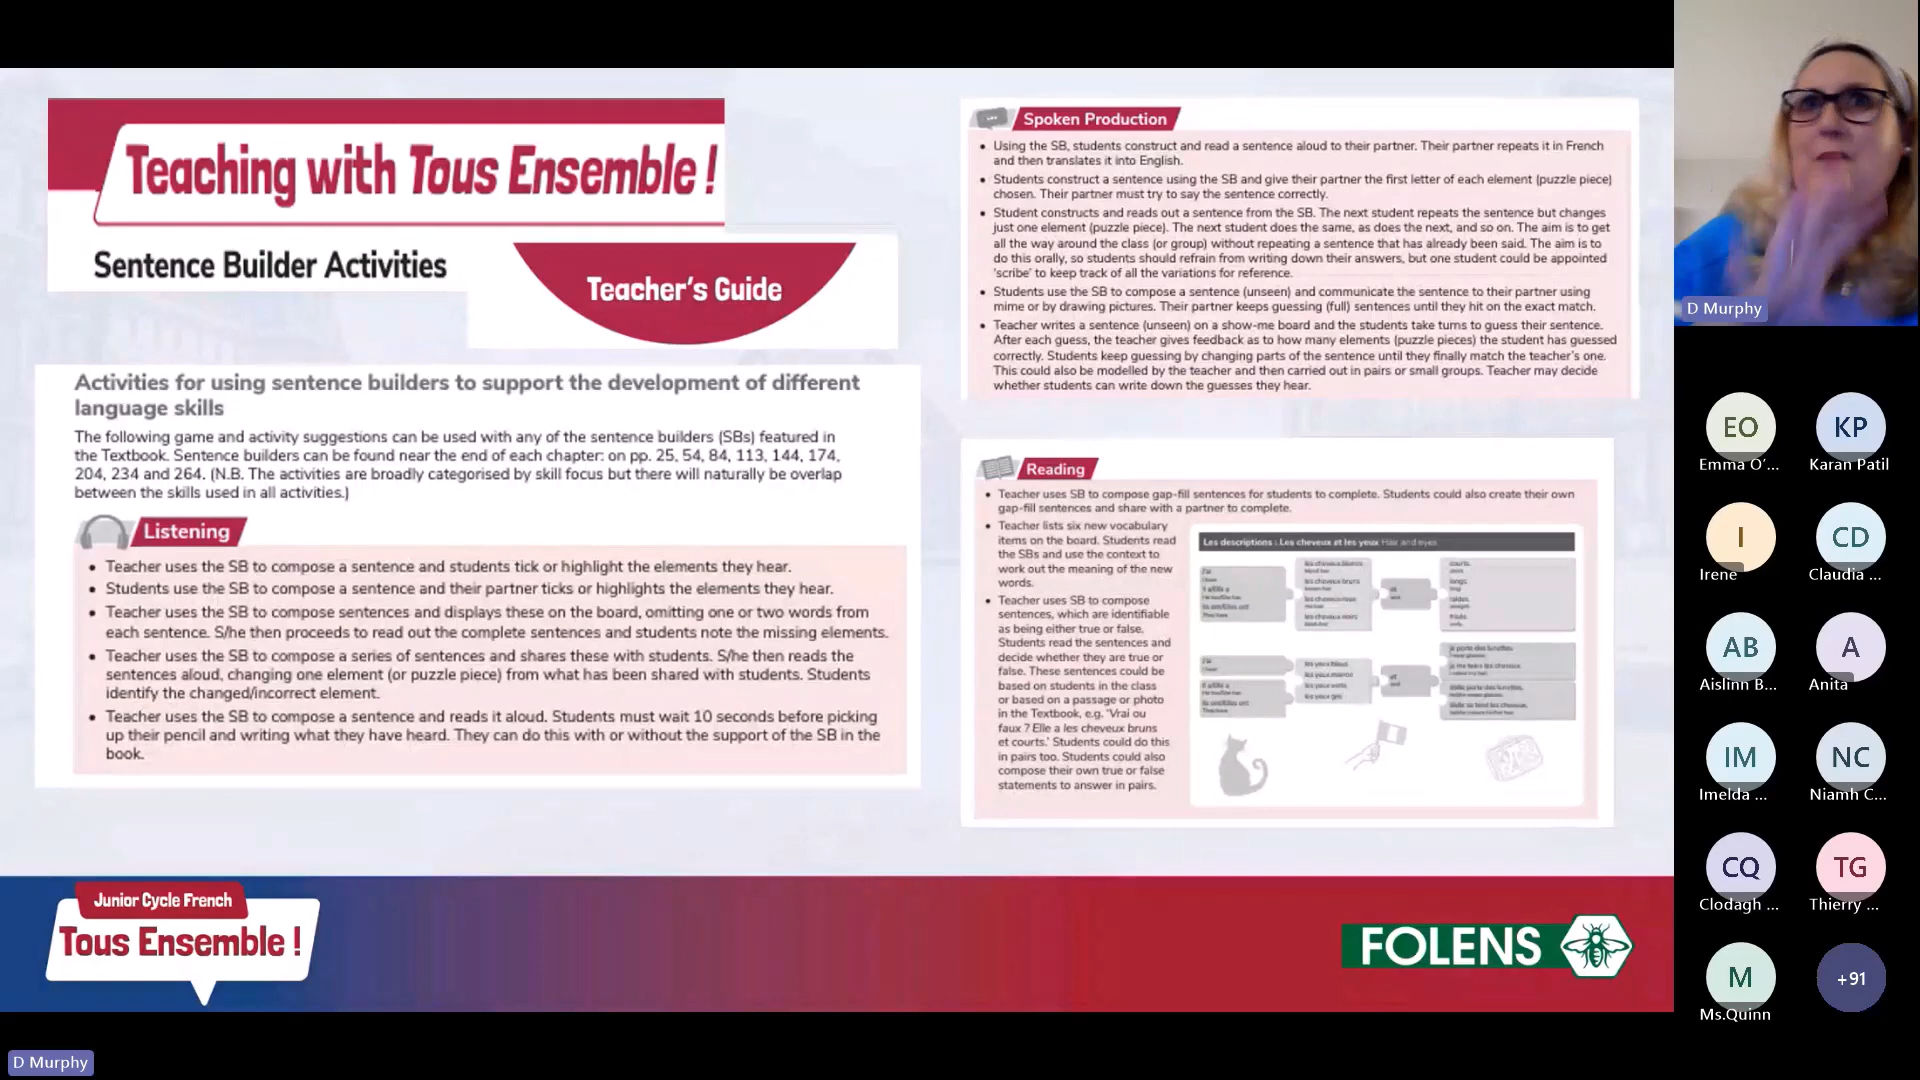 Teaching with Tous Ensemble !
Sentence Builder Activities
Teacher's Guide
Activities for using sentence builders to support the development of different
language skills
The following game and activity suggestions can be used with any of the sentence builders (SBs) featured in
the Textbook. Sentence builders can be found near the end of each chapter: on pp. 25, 54, 84, 113, 144, 174,
204, 234 and 264. (N.B. The activities are broadly categorised by skill focus but there will naturally be overlap
between the skills used in all activities.)
Listening
• Teacher uses the SB to compose a sentence and students tick or highlight the elements they hear.
• Students use the SB to compose a sentence and their partner ticks or highlights the elements they hear.
• Teacher uses the SB to compose sentences and displays these on the board, omitting one or two words from
each sentence. S/he then proceeds to read out the complete sentences and students note the missing elements.
• Teacher uses the SB to compose a series of sentences and shares these with students. S/he then reads the
sentences aloud, changing one element (or puzzle piece) from what has been shared with students. Students
identify the changed/incorrect element.
• Teacher uses the SB to compose a sentence and reads it aloud. Students must wait 10 seconds before picking
up their pencil and writing what they have heard. They can do this with or without the support of the SB in the
book.
Spoken Production
• Using the SB, students construct and read a sentence aloud to their partner. Their partner repeats it in French
and then translates it into English.
• Students construct a sentence using the SB and give their partner the first letter of each element (puzzle piece)
chosen. Their partner must try to say the sentence correctly.
• Student constructs and reads out a sentence from the SB. The next student repeats the sentence but changes
just one element (puzzle piece). The next student does the same, as does the next, and so on. The aim is to get
all the way around the class (or group) without repeating a sentence that has already been said. The aim is to
do this orally, so students should refrain from writing down their answers, but one student could be appointed
'scribe' to keep track of all the variations for reference.
• Students use the SB to compose a sentence (unseen) and communicate the sentence to their partner using
mime or by drawing pictures. Their partner keeps guessing (full) sentences until they hit on the exact match.
• Teacher writes a sentence (unseen) on a show-me board and the students take turns to guess their sentence.
After each guess, the teacher gives feedback as to how many elements (puzzle pieces) the student has guessed
correctly. Students keep guessing by changing parts of the sentence until they finally match the teacher's one.
This could also be modelled by the teacher and then carried out in pairs or small groups. Teacher may decide
whether students can write down the guesses they hear.
Reading
• Teacher uses SB to compose gap-fill sentences for students to complete. Students could also create their own
gap-fill sentences and share with a partner to complete.
• Teacher lists six new vocabulary
items on the board. Students read
the SBs and use the context to
work out the meaning of the new
words.
• Teacher uses SB to compose
sentences, which are identifiable
as being either true or false.
Students read the sentences and
decide whether they are true or
false. These sentences could be
based on students in the class
or based on a passage or photo
in the Textbook, e.g. 'Vrai ou
faux ? Elle a les cheveux bruns
et courts.' Students could do this
in pairs too. Students could also
compose their own true or false
statements to answer in pairs.
Les descriptions : Les cheveux et les yeux Hair and eyes
Junior Cycle French
Tous Ensemble !
FOLENS
D Murphy
D Murphy
EO
Emma O'...
KP
Karan Patil
I
Irene
CD
Claudia ...
AB
Aislinn B...
A
Anita
IM
Imelda ...
NC
Niamh C...
CQ
Clodagh ...
TG
Thierry ...
M
Ms.Quinn
+91